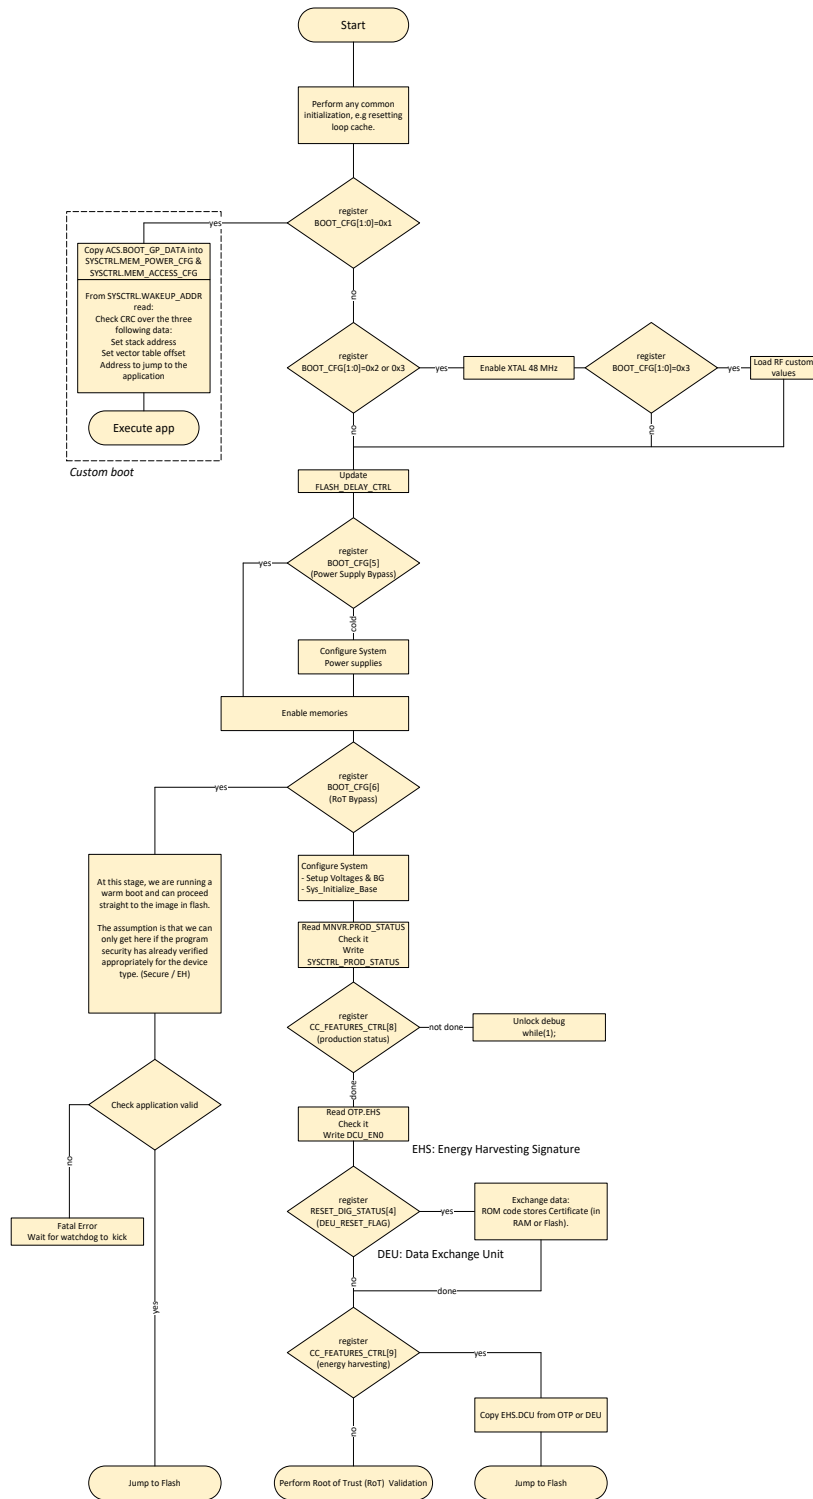 Start
Perform any common
initialization, e.g resetting
loop cache.
register
BOOT_CFG[1:0]=0x1
yes
Copy ACS.BOOT_GP_DATA into
SYSCTRL.MEM_POWER_CFG &
SYSCTRL.MEM_ACCESS_CFG
From SYSCTRL.WAKEUP_ADDR
read:
Check CRC over the three
following data:
Set stack address
Set vector table offset
Address to jump to the
application
Execute app
Custom boot
no
register
BOOT_CFG[1:0]=0x2 or 0x3
yes
Enable XTAL 48 MHz
register
BOOT_CFG[1:0]=0x3
yes
Load RF custom
values
no
no
Update
FLASH_DELAY_CTRL
register
BOOT_CFG[5]
(Power Supply Bypass)
yes
cold
Configure System
Power supplies
Enable memories
register
BOOT_CFG[6]
(RoT Bypass)
yes
At this stage, we are running a
warm boot and can proceed
straight to the image in flash.
The assumption is that we can
only get here if the program
security has already verified
appropriately for the device
type. (Secure / EH)
Configure System
- Setup Voltages & BG
- Sys_Initialize_Base
Read MNVR.PROD_STATUS
Check it
Write
SYSCTRL_PROD_STATUS
register
CC_FEATURES_CTRL[8]
(production status)
not done
Unlock debug
while(1);
done
Check application valid
no
Fatal Error
Wait for watchdog to  kick
yes
Read OTP.EHS
Check it
Write DCU_EN0
EHS: Energy Harvesting Signature
register
RESET_DIG_STATUS[4]
(DEU_RESET_FLAG)
yes
Exchange data:
ROM code stores Certificate (in
RAM or Flash).
DEU: Data Exchange Unit
no
done
register
CC_FEATURES_CTRL[9]
(energy harvesting)
yes
Copy EHS.DCU from OTP or DEU
no
Jump to Flash
Perform Root of Trust (RoT)  Validation
Jump to Flash